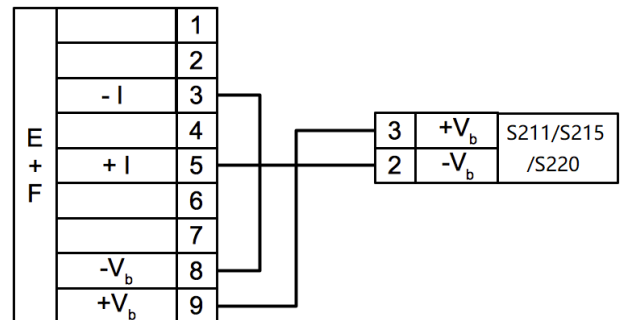 E + F
1
2
- I 3
4
+ I 5
6
7
-Vb 8
+Vb 9
3 +Vb S211/S215
2 -Vb /S220